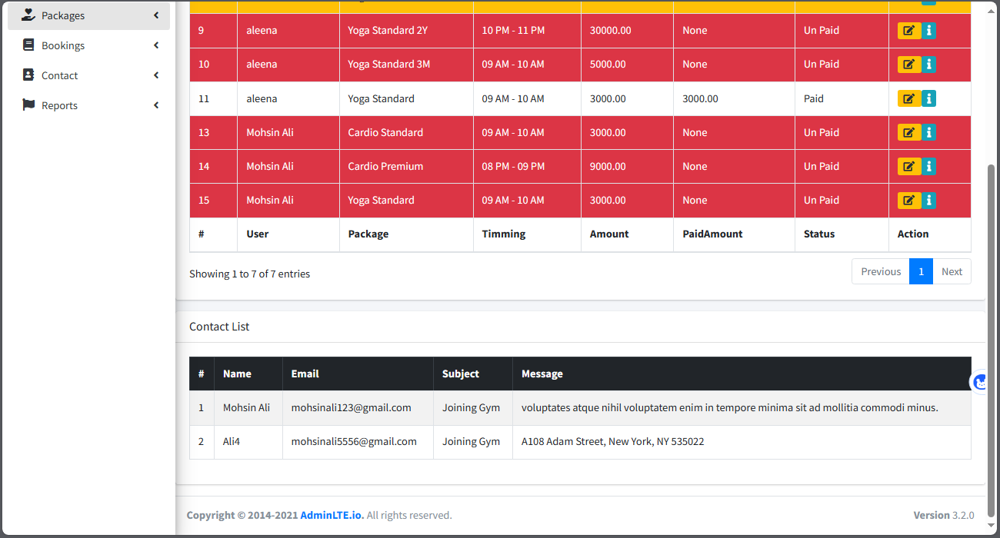 Packages
Bookings
Contact
Reports
9 aleena Yoga Standard 2Y 10 PM - 11 PM 30000.00 None Un Paid
10 aleena Yoga Standard 3M 09 AM - 10 AM 5000.00 None Un Paid
11 aleena Yoga Standard 09 AM - 10 AM 3000.00 3000.00 Paid
13 Mohsin Ali Cardio Standard 09 AM - 10 AM 3000.00 None Un Paid
14 Mohsin Ali Cardio Premium 08 PM - 09 PM 9000.00 None Un Paid
15 Mohsin Ali Yoga Standard 09 AM - 10 AM 3000.00 None Un Paid
# User Package Timming Amount PaidAmount Status Action
Showing 1 to 7 of 7 entries
Previous 1 Next
Contact List
# Name Email Subject Message
1 Mohsin Ali mohsinali123@gmail.com Joining Gym voluptates atque nihil voluptatem enim in tempore minima sit ad mollitia commodi minus.
2 Ali4 mohsinali5556@gmail.com Joining Gym A108 Adam Street, New York, NY 535022
Copyright © 2014-2021 AdminLTE.io. All rights reserved.
Version 3.2.0